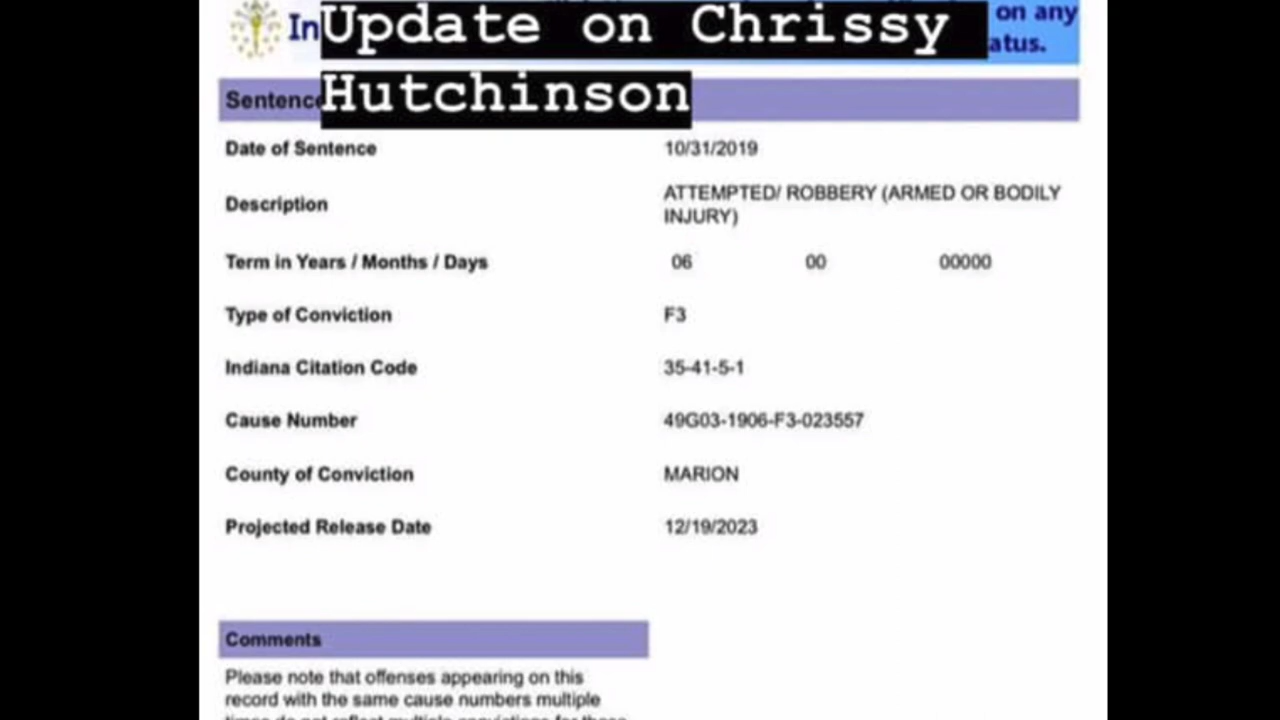 In
Update on Chrissy
on any
atus.
Hutchinson
Sentenc
Date of Sentence 10/31/2019
Description ATTEMPTED/ ROBBERY (ARMED OR BODILY
INJURY)
Term in Years / Months / Days 06 00 00000
Type of Conviction F3
Indiana Citation Code 35-41-5-1
Cause Number 49G03-1906-F3-023557
County of Conviction MARION
Projected Release Date 12/19/2023
Comments
Please note that offenses appearing on this
record with the same cause numbers multiple